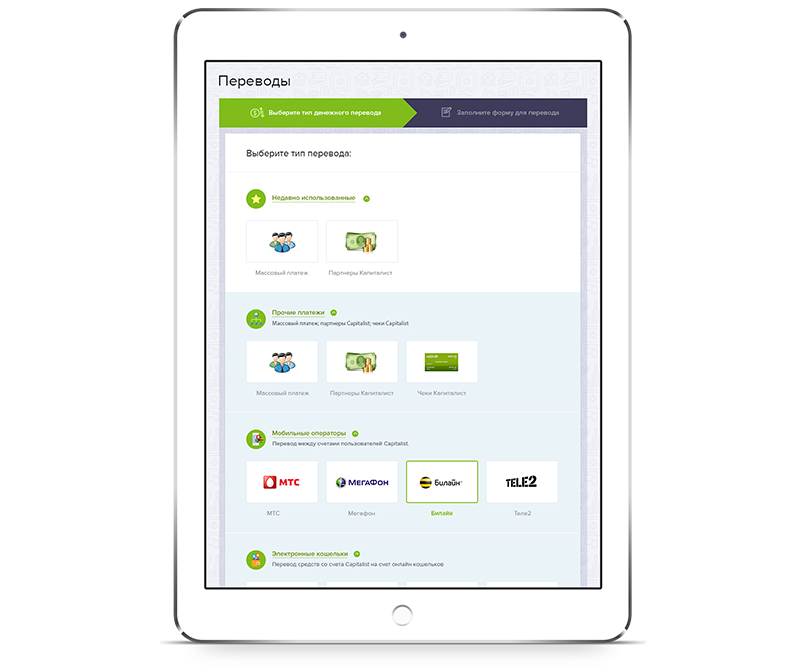 Переводы
Выберите тип денежного перевода
Заполните форму для перевода
Выберите тип перевода:
Недавно использованные
Массовый платеж
Партнеры Капиталист
Прочие платежи
Массовый платеж; партнеры Capitalist; чеки Capitalist
Массовый платеж
Партнеры Капиталист
Чеки Капиталист
Мобильные операторы
Перевод между счетами пользователей Capitalist.
МТС
МЕГАФОН
Билайн
TELE2
МТС
Мегафон
Билайн
Теле2
Электронные кошельки
Перевод средств со счета Capitalist на счет онлайн кошельков